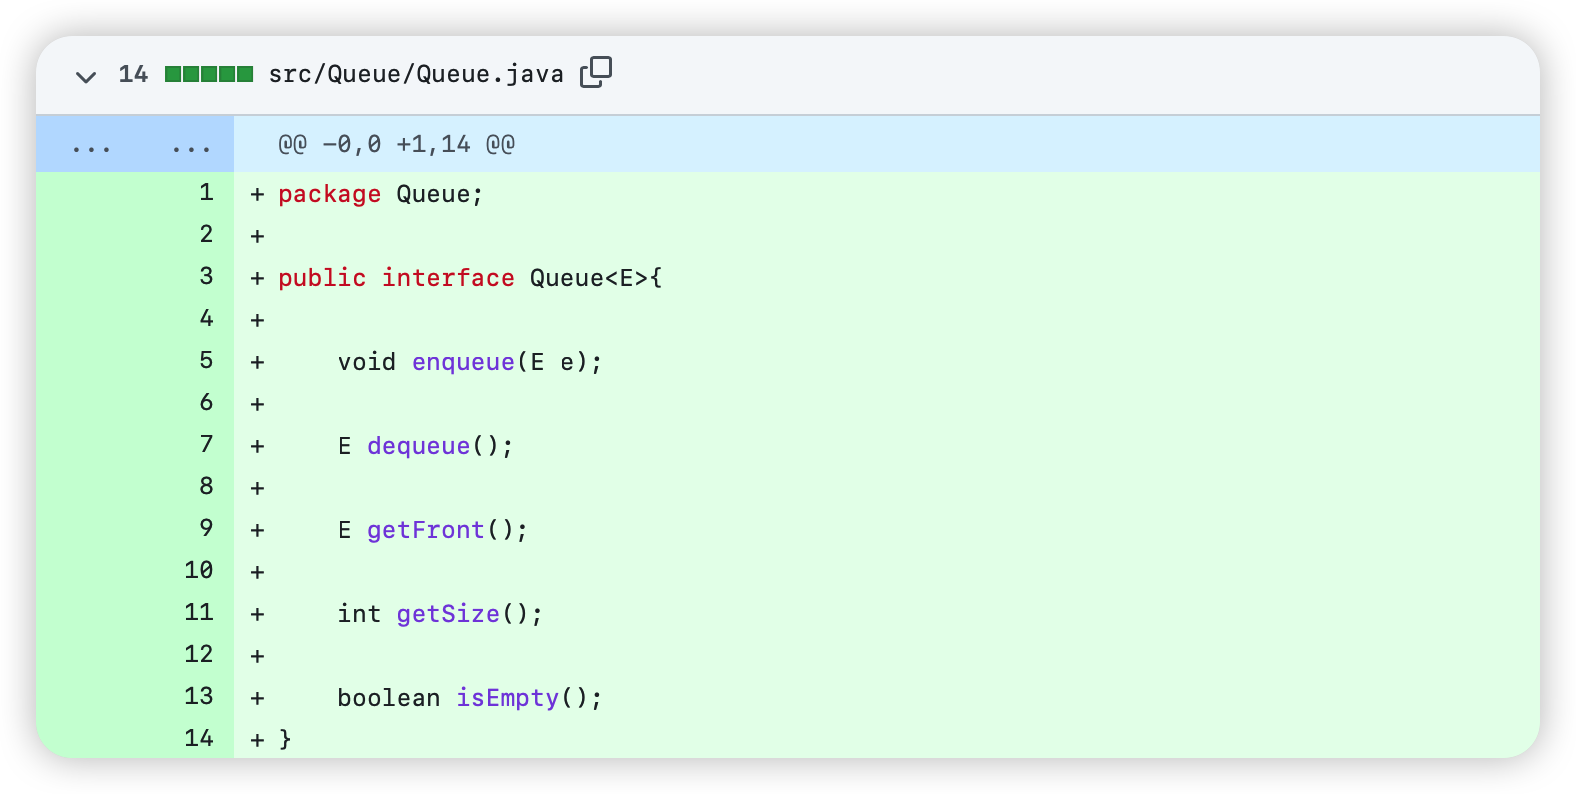 14 src/Queue/Queue.java
... ... @@ -0,0 +1,14 @@
1 + package Queue;
2 +
3 + public interface Queue<E>{
4 +
5 +     void enqueue(E e);
6 +
7 +     E dequeue();
8 +
9 +     E getFront();
10 +
11 +     int getSize();
12 +
13 +     boolean isEmpty();
14 + }